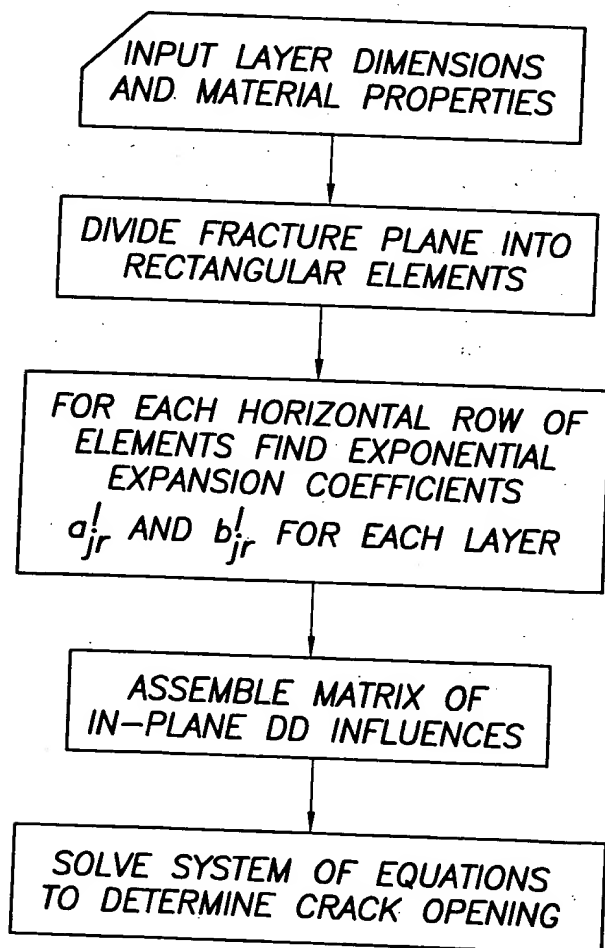 INPUT LAYER DIMENSIONS
AND MATERIAL PROPERTIES
DIVIDE FRACTURE PLANE INTO
RECTANGULAR ELEMENTS
FOR EACH HORIZONTAL ROW OF
ELEMENTS FIND EXPONENTIAL
EXPANSION COEFFICIENTS
a^l_jr AND b^l_jr FOR EACH LAYER
ASSEMBLE MATRIX OF
IN-PLANE DD INFLUENCES
SOLVE SYSTEM OF EQUATIONS
TO DETERMINE CRACK OPENING